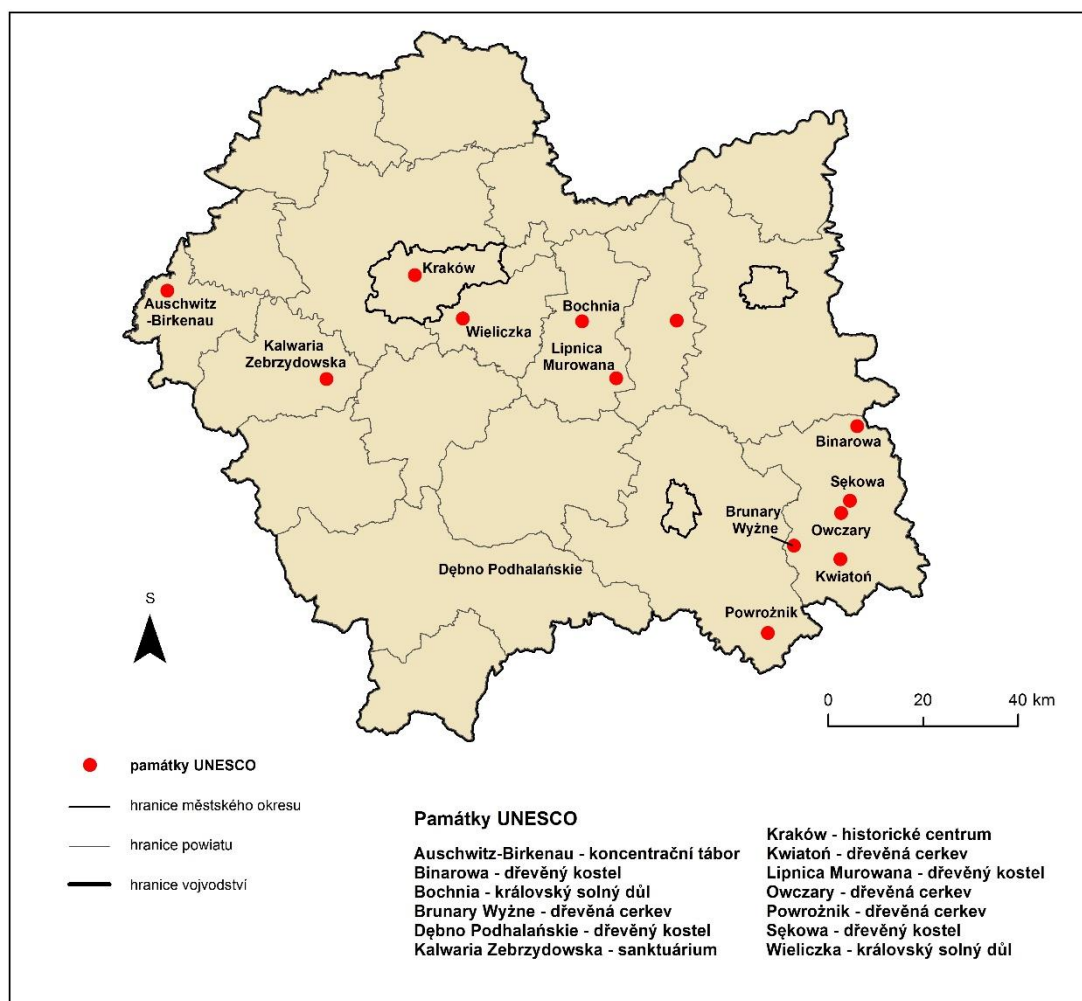 Kraków
Auschwitz
-Birkenau
Wieliczka
Bochnia
Kalwaria
Zebrzydowska
Lipnica
Murowana
Binarowa
Sękowa
Brunary
Wyżne
Owczary
Kwiatoń
Dębno Podhalańskie
Powroźnik
S
0 20 40 km
památky UNESCO
hranice městského okresu
hranice powiatu
hranice vojvodství
Památky UNESCO
Auschwitz-Birkenau - koncentrační tábor
Binarowa - dřevěný kostel
Bochnia - královský solný důl
Brunary Wyżne - dřevěná cerkev
Dębno Podhalańskie - dřevěný kostel
Kalwaria Zebrzydowska - sanktuárium
Kraków - historické centrum
Kwiatoń - dřevěná cerkev
Lipnica Murowana - dřevěný kostel
Owczary - dřevěná cerkev
Powroźnik - dřevěná cerkev
Sękowa - dřevěný kostel
Wieliczka - královský solný důl